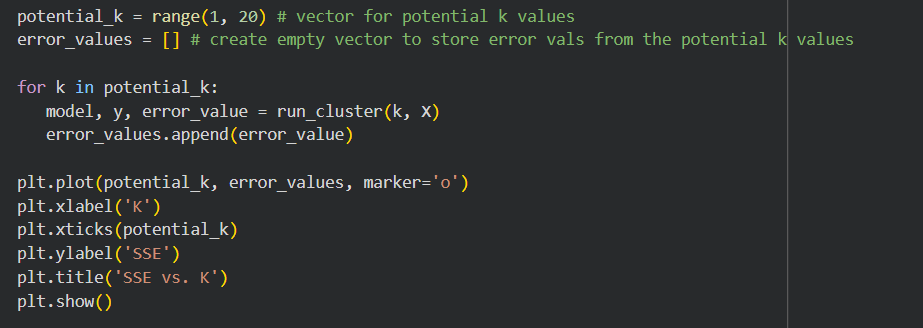 potential_k = range(1, 20) # vector for potential k values
error_values = [] # create empty vector to store error vals from the potential k values
for k in potential_k:
model, y, error_value = run_cluster(k, X)
error_values.append(error_value)
plt.plot(potential_k, error_values, marker='o')
plt.xlabel('K')
plt.xticks(potential_k)
plt.ylabel('SSE')
plt.title('SSE vs. K')
plt.show()